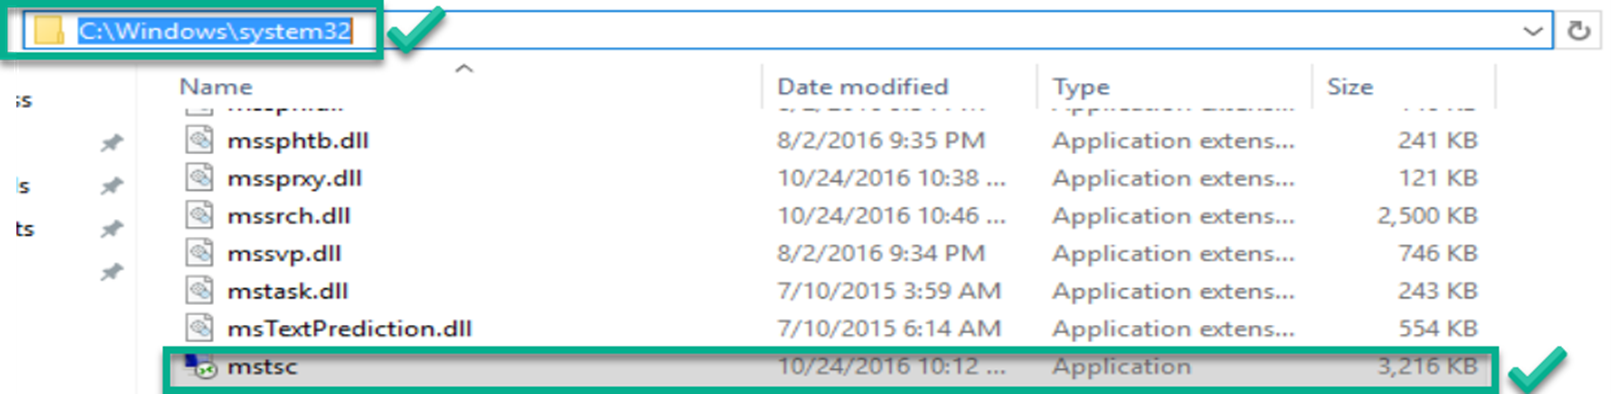 C:\Windows\system32
Name Date modified Type Size
ss
mssphtb.dll 8/2/2016 9:35 PM Application extens... 241 KB
mssprxy.dll 10/24/2016 10:38 ... Application extens... 121 KB
ls
mssrch.dll 10/24/2016 10:46 ... Application extens... 2,500 KB
ts
mssvp.dll 8/2/2016 9:34 PM Application extens... 746 KB
mstask.dll 7/10/2015 3:59 AM Application extens... 243 KB
msTextPrediction.dll 7/10/2015 6:14 AM Application extens... 554 KB
mstsc 10/24/2016 10:12 ... Application 3,216 KB